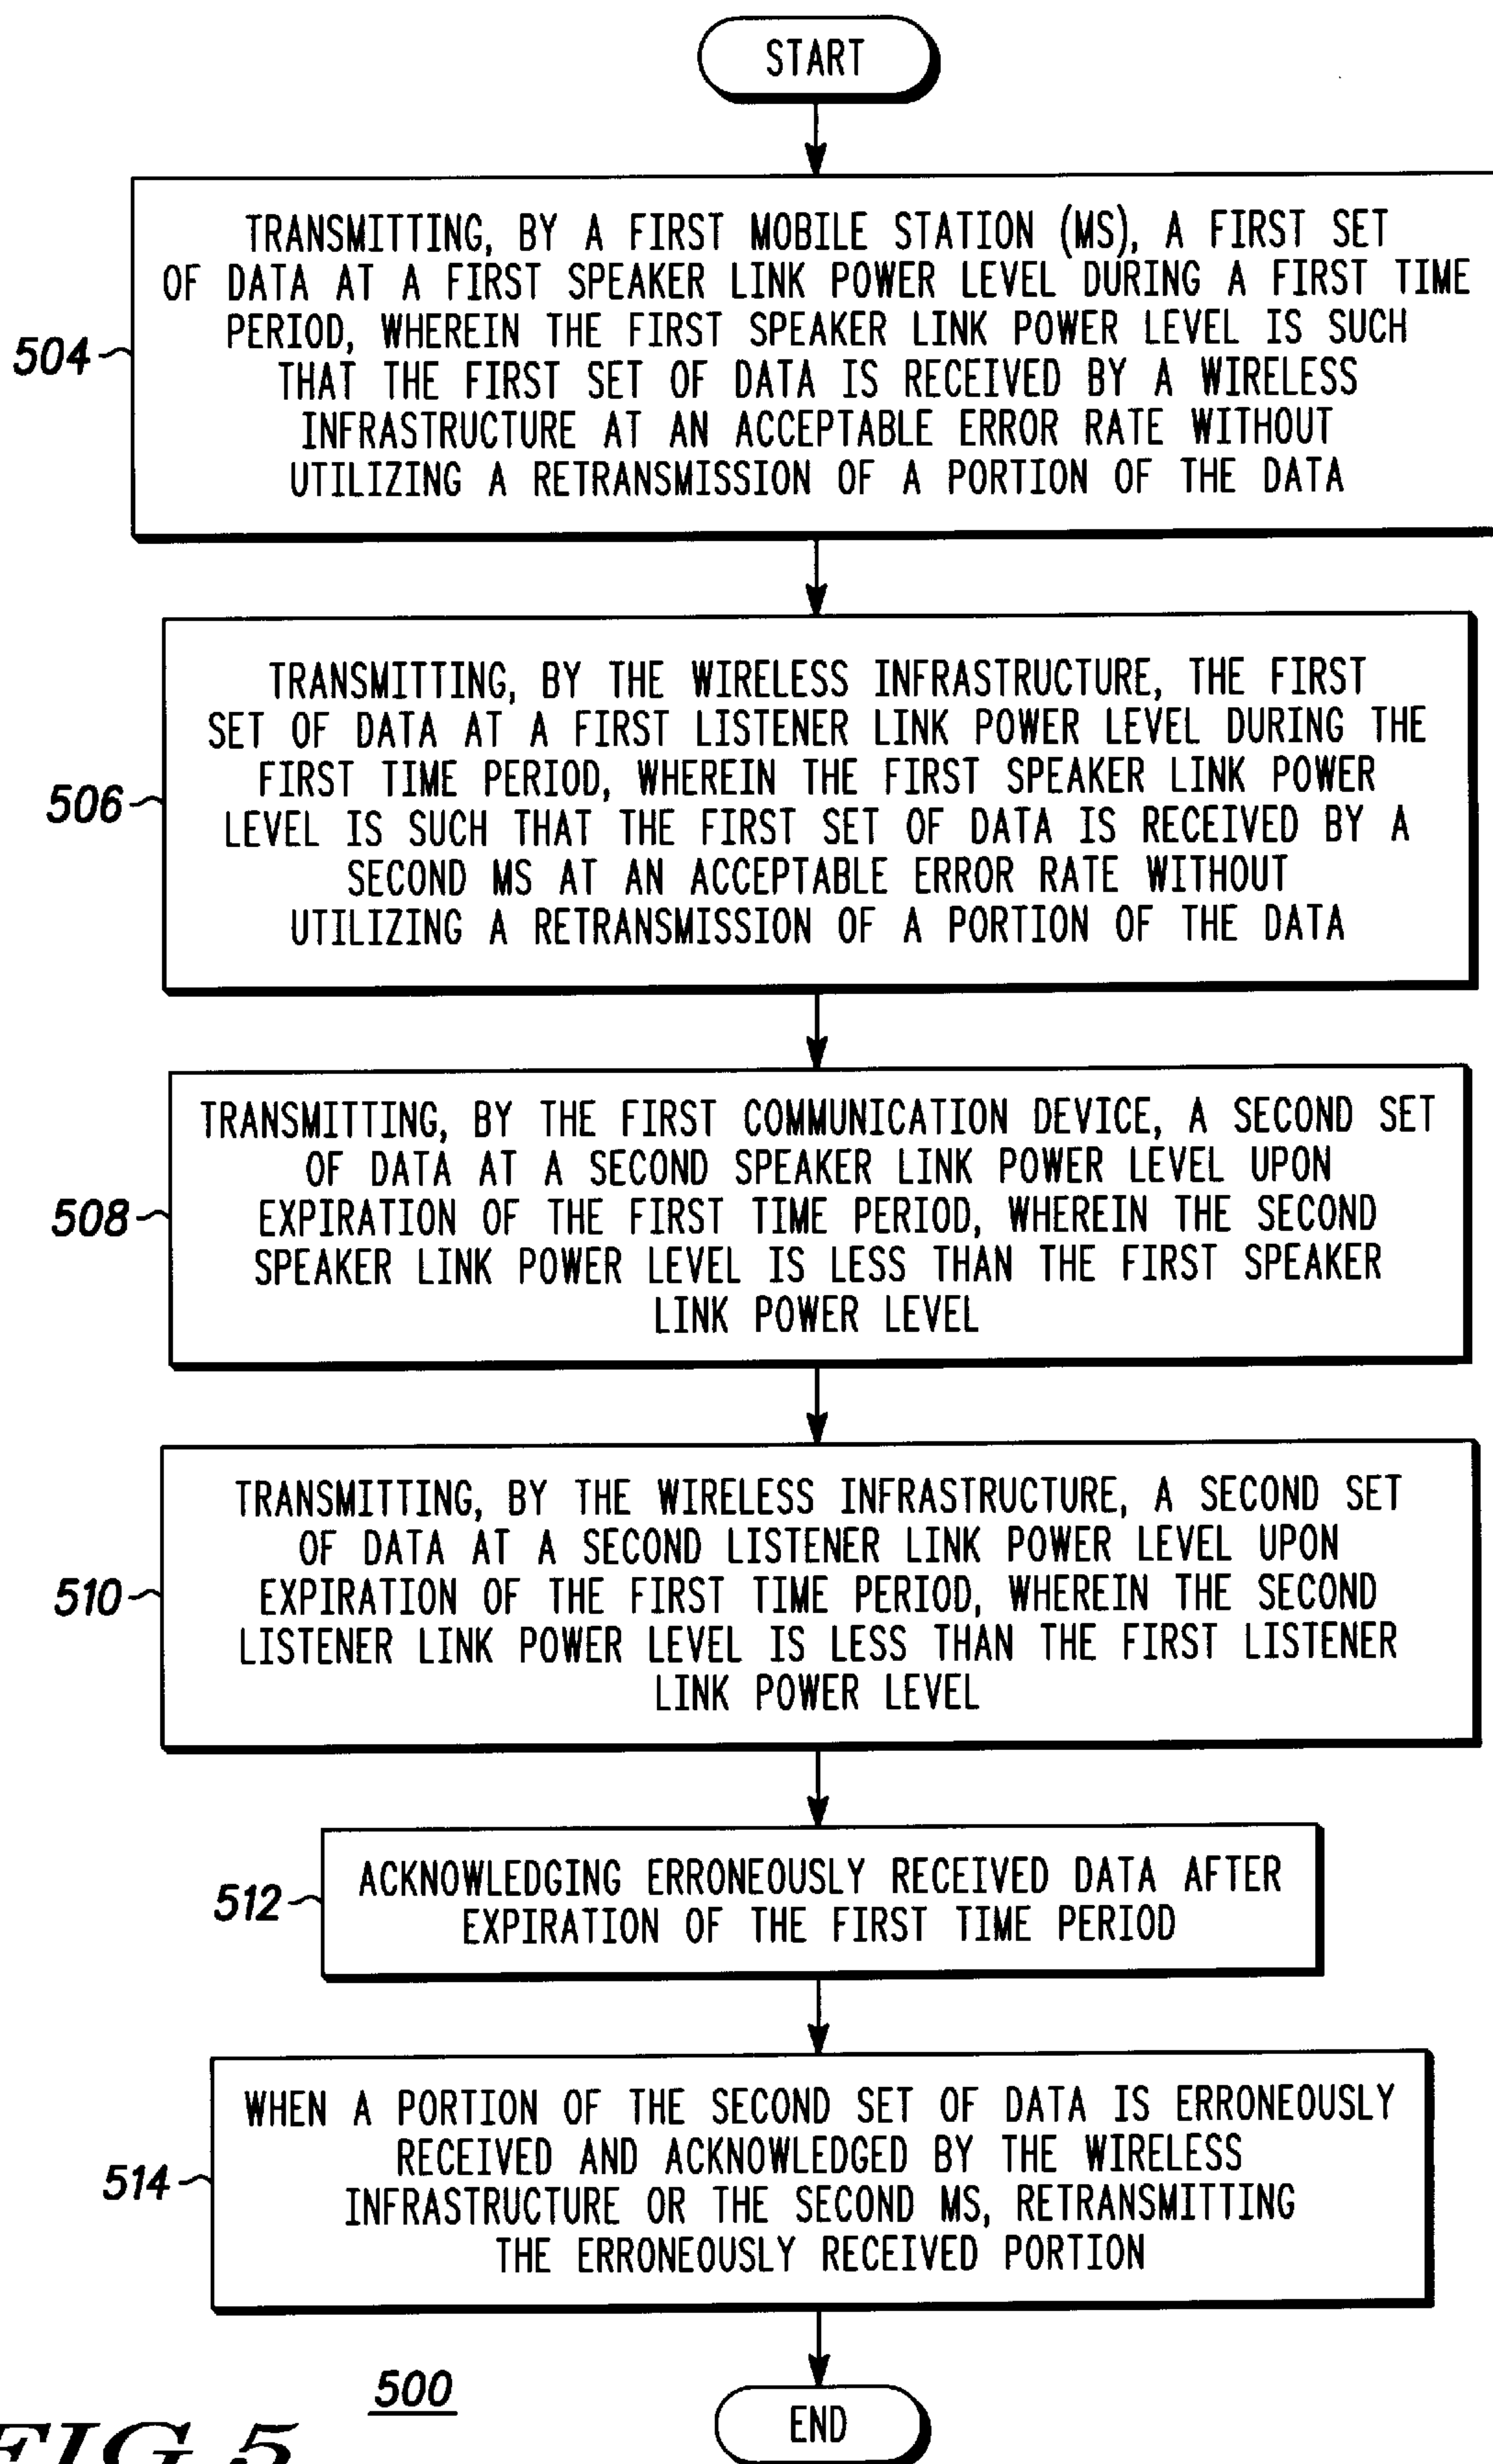 START
TRANSMITTING, BY A FIRST MOBILE STATION (MS), A FIRST SET
OF DATA AT A FIRST SPEAKER LINK POWER LEVEL DURING A FIRST TIME
PERIOD, WHEREIN THE FIRST SPEAKER LINK POWER LEVEL IS SUCH
THAT THE FIRST SET OF DATA IS RECEIVED BY A WIRELESS
INFRASTRUCTURE AT AN ACCEPTABLE ERROR RATE WITHOUT
UTILIZING A RETRANSMISSION OF A PORTION OF THE DATA
504
TRANSMITTING, BY THE WIRELESS INFRASTRUCTURE, THE FIRST
SET OF DATA AT A FIRST LISTENER LINK POWER LEVEL DURING THE
FIRST TIME PERIOD, WHEREIN THE FIRST SPEAKER LINK POWER
LEVEL IS SUCH THAT THE FIRST SET OF DATA IS RECEIVED BY A
SECOND MS AT AN ACCEPTABLE ERROR RATE WITHOUT
UTILIZING A RETRANSMISSION OF A PORTION OF THE DATA
506
TRANSMITTING, BY THE FIRST COMMUNICATION DEVICE, A SECOND SET
OF DATA AT A SECOND SPEAKER LINK POWER LEVEL UPON
EXPIRATION OF THE FIRST TIME PERIOD, WHEREIN THE SECOND
SPEAKER LINK POWER LEVEL IS LESS THAN THE FIRST SPEAKER
LINK POWER LEVEL
508
TRANSMITTING, BY THE WIRELESS INFRASTRUCTURE, A SECOND SET
OF DATA AT A SECOND LISTENER LINK POWER LEVEL UPON
EXPIRATION OF THE FIRST TIME PERIOD, WHEREIN THE SECOND
LISTENER LINK POWER LEVEL IS LESS THAN THE FIRST LISTENER
LINK POWER LEVEL
510
ACKNOWLEDGING ERRONEOUSLY RECEIVED DATA AFTER
EXPIRATION OF THE FIRST TIME PERIOD
512
WHEN A PORTION OF THE SECOND SET OF DATA IS ERRONEOUSLY
RECEIVED AND ACKNOWLEDGED BY THE WIRELESS
INFRASTRUCTURE OR THE SECOND MS, RETRANSMITTING
THE ERRONEOUSLY RECEIVED PORTION
514
500
END
FIG 5